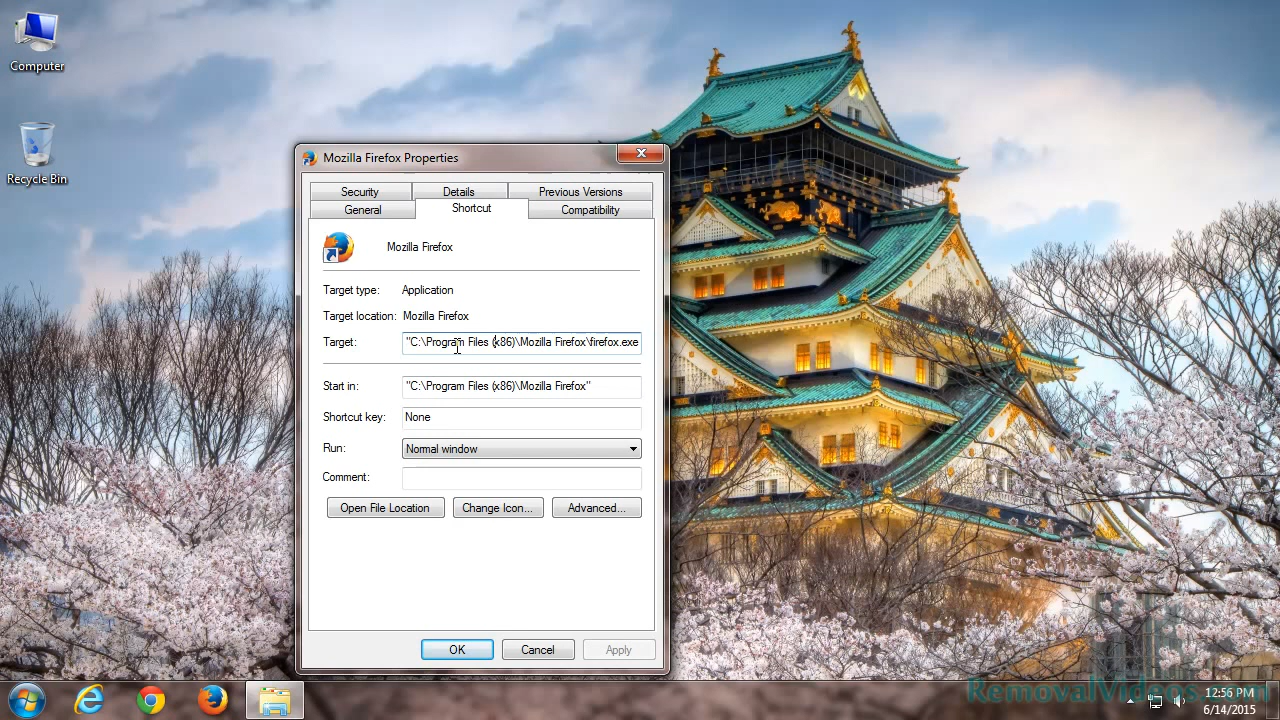 Computer
Recycle Bin
Mozilla Firefox Properties
Security Details Previous Versions
General Shortcut Compatibility
Mozilla Firefox
Target type: Application
Target location: Mozilla Firefox
Target: "C:\Program Files (x86)\Mozilla Firefox\firefox.exe
Start in: "C:\Program Files (x86)\Mozilla Firefox"
Shortcut key: None
Run: Normal window
Comment:
Open File Location Change Icon... Advanced...
OK Cancel Apply
RemovalVideos
12:56 PM
6/14/2015